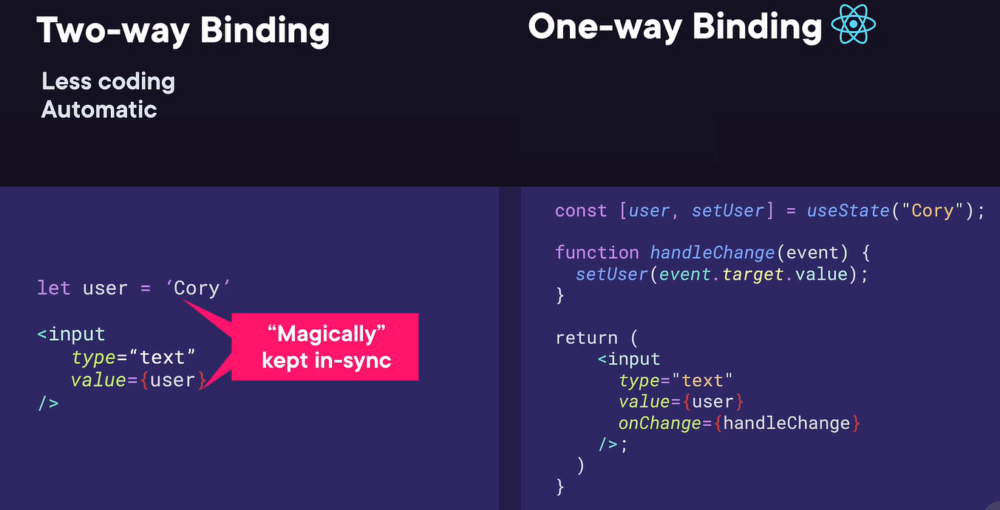 Two-way Binding
Less coding
Automatic
let user = ‘Cory’
<input
type=“text”
value={user}
/>
“Magically”
kept in-sync
One-way Binding
const [user, setUser] = useState("Cory");
function handleChange(event) {
setUser(event.target.value);
}
return (
<input
type="text"
value={user}
onChange={handleChange}
/>;
)
}